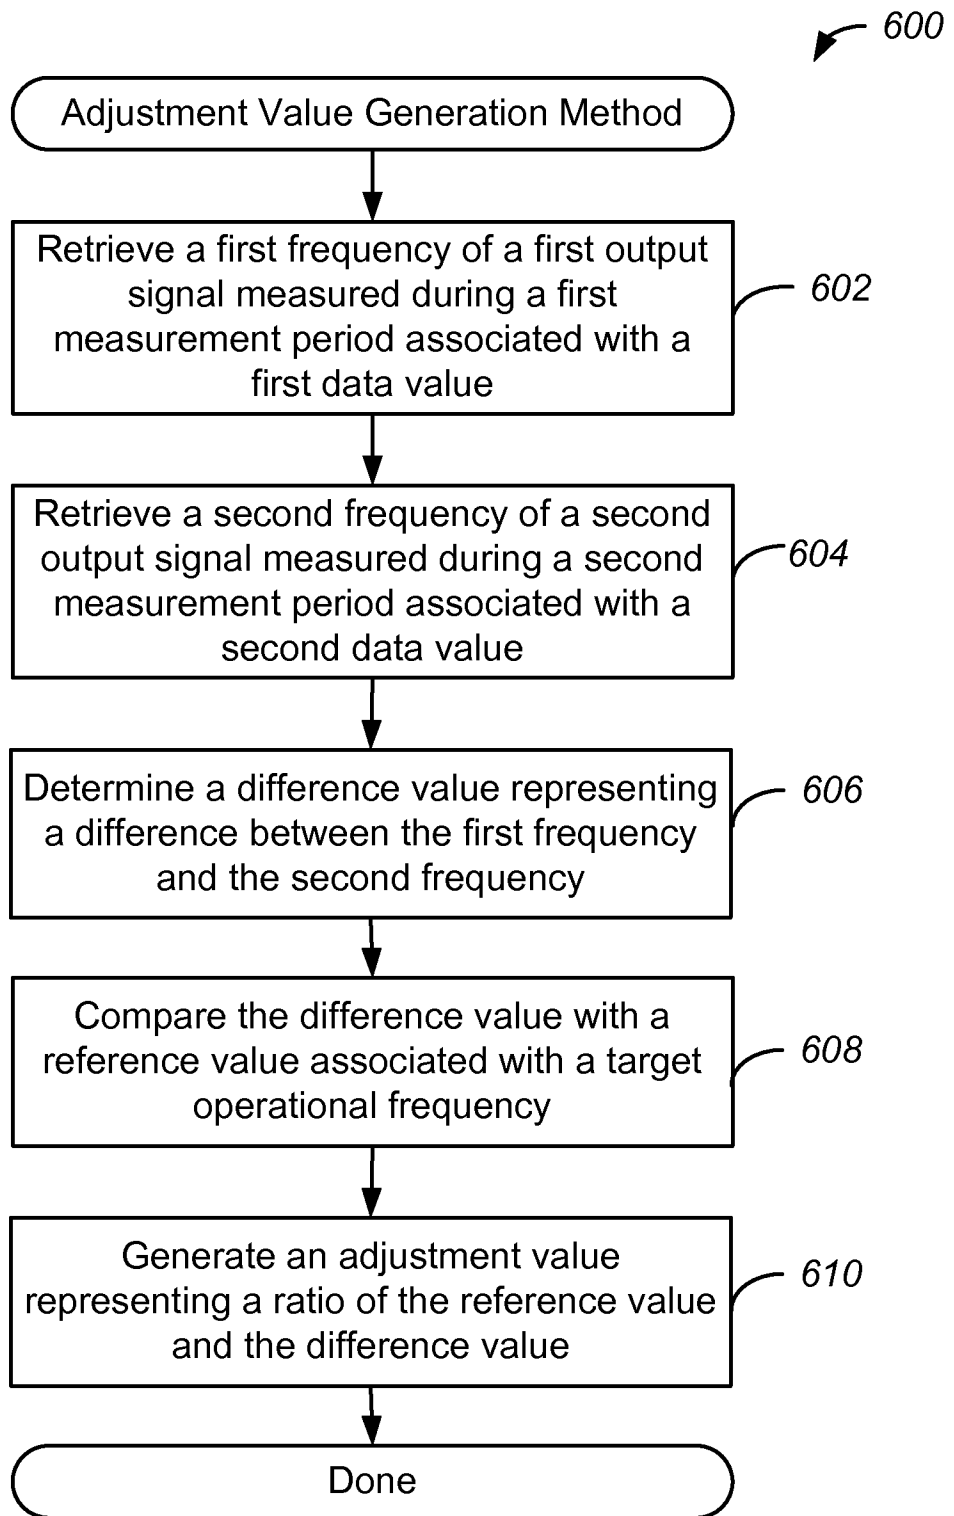 600
Adjustment Value Generation Method
Retrieve a first frequency of a first output
signal measured during a first
measurement period associated with a
first data value
602
Retrieve a second frequency of a second
output signal measured during a second
measurement period associated with a
second data value
604
Determine a difference value representing
a difference between the first frequency
and the second frequency
606
Compare the difference value with a
reference value associated with a target
operational frequency
608
Generate an adjustment value
representing a ratio of the reference value
and the difference value
610
Done